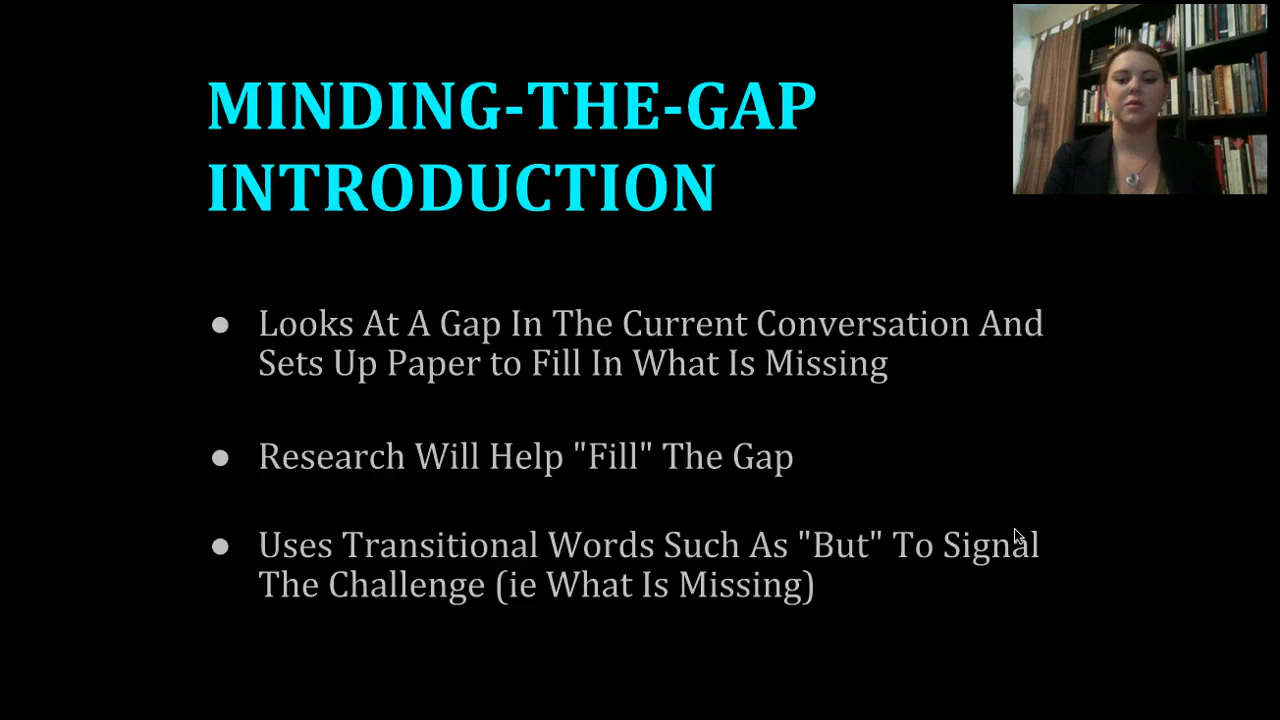 MINDING-THE-GAP
INTRODUCTION
● Looks At A Gap In The Current Conversation And
Sets Up Paper to Fill In What Is Missing
● Research Will Help "Fill" The Gap
● Uses Transitional Words Such As "But" To Signal
The Challenge (ie What Is Missing)